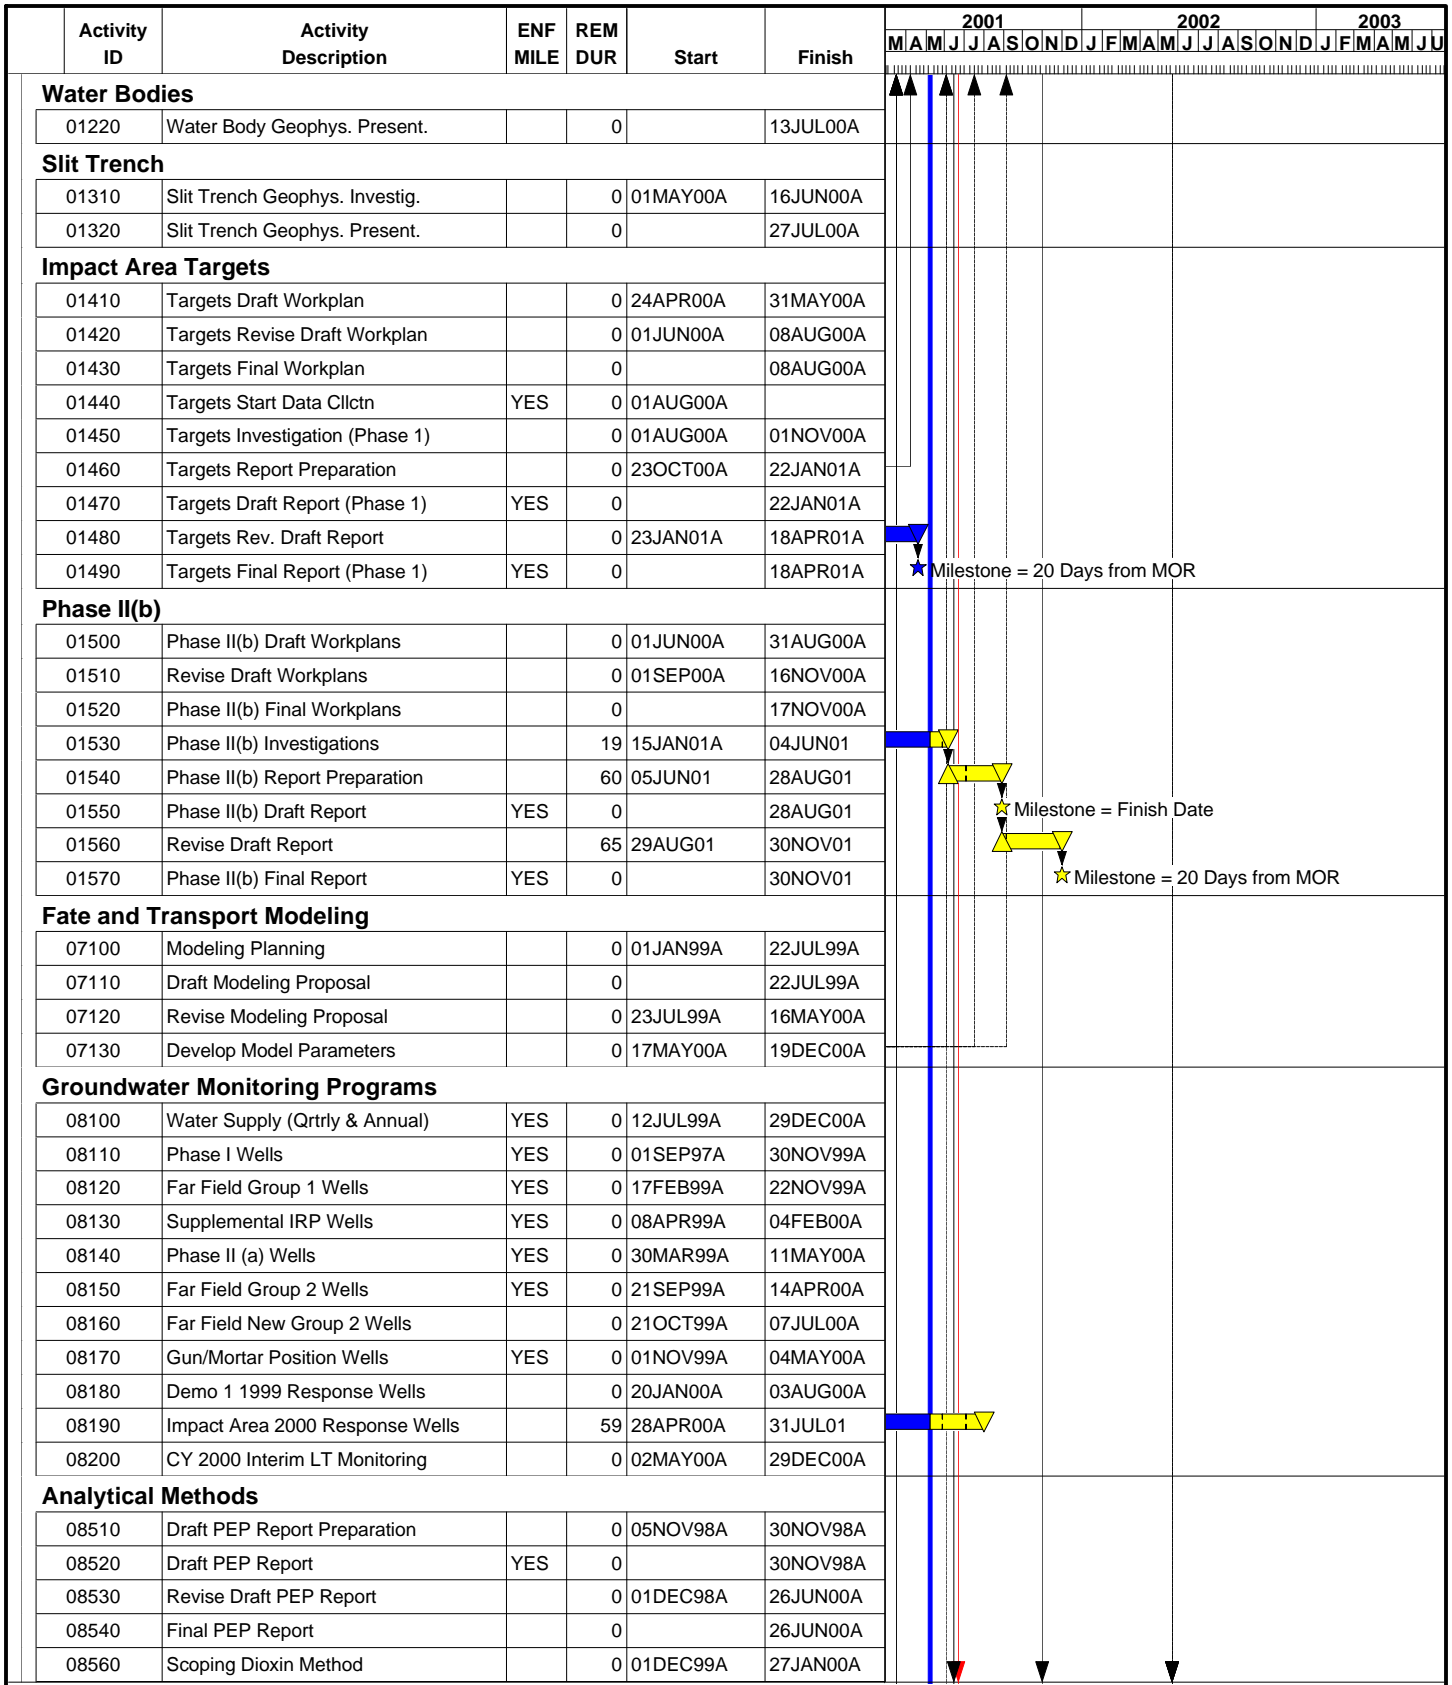 Activity ID Activity Description ENF MILE REM DUR Start Finish 2001 2002 2003
M A M J J A S O N D J F M A M J J A S O N D J F M A M J U
Water Bodies
01220 Water Body Geophys. Present. 0 13JUL00A
Slit Trench
01310 Slit Trench Geophys. Investig. 0 01MAY00A 16JUN00A
01320 Slit Trench Geophys. Present. 0 27JUL00A
Impact Area Targets
01410 Targets Draft Workplan 0 24APR00A 31MAY00A
01420 Targets Revise Draft Workplan 0 01JUN00A 08AUG00A
01430 Targets Final Workplan 0 08AUG00A
01440 Targets Start Data Cllctn YES 0 01AUG00A
01450 Targets Investigation (Phase 1) 0 01AUG00A 01NOV00A
01460 Targets Report Preparation 0 23OCT00A 22JAN01A
01470 Targets Draft Report (Phase 1) YES 0 22JAN01A
01480 Targets Rev. Draft Report 0 23JAN01A 18APR01A
01490 Targets Final Report (Phase 1) YES 0 18APR01A Milestone = 20 Days from MOR
Phase II(b)
01500 Phase II(b) Draft Workplans 0 01JUN00A 31AUG00A
01510 Revise Draft Workplans 0 01SEP00A 16NOV00A
01520 Phase II(b) Final Workplans 0 17NOV00A
01530 Phase II(b) Investigations 19 15JAN01A 04JUN01
01540 Phase II(b) Report Preparation 60 05JUN01 28AUG01
01550 Phase II(b) Draft Report YES 0 28AUG01 Milestone = Finish Date
01560 Revise Draft Report 65 29AUG01 30NOV01
01570 Phase II(b) Final Report YES 0 30NOV01 Milestone = 20 Days from MOR
Fate and Transport Modeling
07100 Modeling Planning 0 01JAN99A 22JUL99A
07110 Draft Modeling Proposal 0 22JUL99A
07120 Revise Modeling Proposal 0 23JUL99A 16MAY00A
07130 Develop Model Parameters 0 17MAY00A 19DEC00A
Groundwater Monitoring Programs
08100 Water Supply (Qrtrly & Annual) YES 0 12JUL99A 29DEC00A
08110 Phase I Wells YES 0 01SEP97A 30NOV99A
08120 Far Field Group 1 Wells YES 0 17FEB99A 22NOV99A
08130 Supplemental IRP Wells YES 0 08APR99A 04FEB00A
08140 Phase II (a) Wells YES 0 30MAR99A 11MAY00A
08150 Far Field Group 2 Wells YES 0 21SEP99A 14APR00A
08160 Far Field New Group 2 Wells 0 21OCT99A 07JUL00A
08170 Gun/Mortar Position Wells YES 0 01NOV99A 04MAY00A
08180 Demo 1 1999 Response Wells 0 20JAN00A 03AUG00A
08190 Impact Area 2000 Response Wells 59 28APR00A 31JUL01
08200 CY 2000 Interim LT Monitoring 0 02MAY00A 29DEC00A
Analytical Methods
08510 Draft PEP Report Preparation 0 05NOV98A 30NOV98A
08520 Draft PEP Report YES 0 30NOV98A
08530 Revise Draft PEP Report 0 01DEC98A 26JUN00A
08540 Final PEP Report 0 26JUN00A
08560 Scoping Dioxin Method 0 01DEC99A 27JAN00A